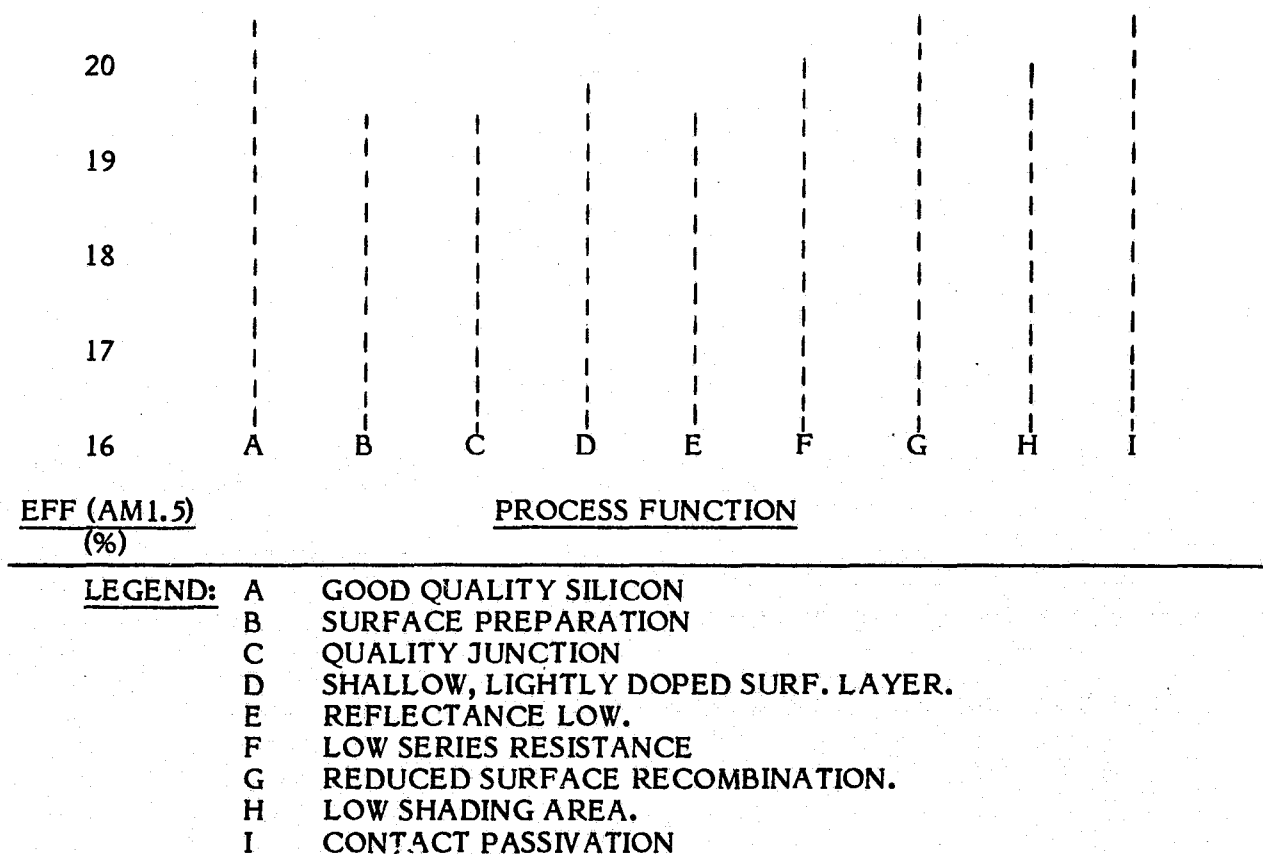 20
19
18
17
16 A B C D E F G H I
EFF (AM1.5) PROCESS FUNCTION
(%)
LEGEND: A GOOD QUALITY SILICON
B SURFACE PREPARATION
C QUALITY JUNCTION
D SHALLOW, LIGHTLY DOPED SURF. LAYER.
E REFLECTANCE LOW.
F LOW SERIES RESISTANCE
G REDUCED SURFACE RECOMBINATION.
H LOW SHADING AREA.
I CONTACT PASSIVATION